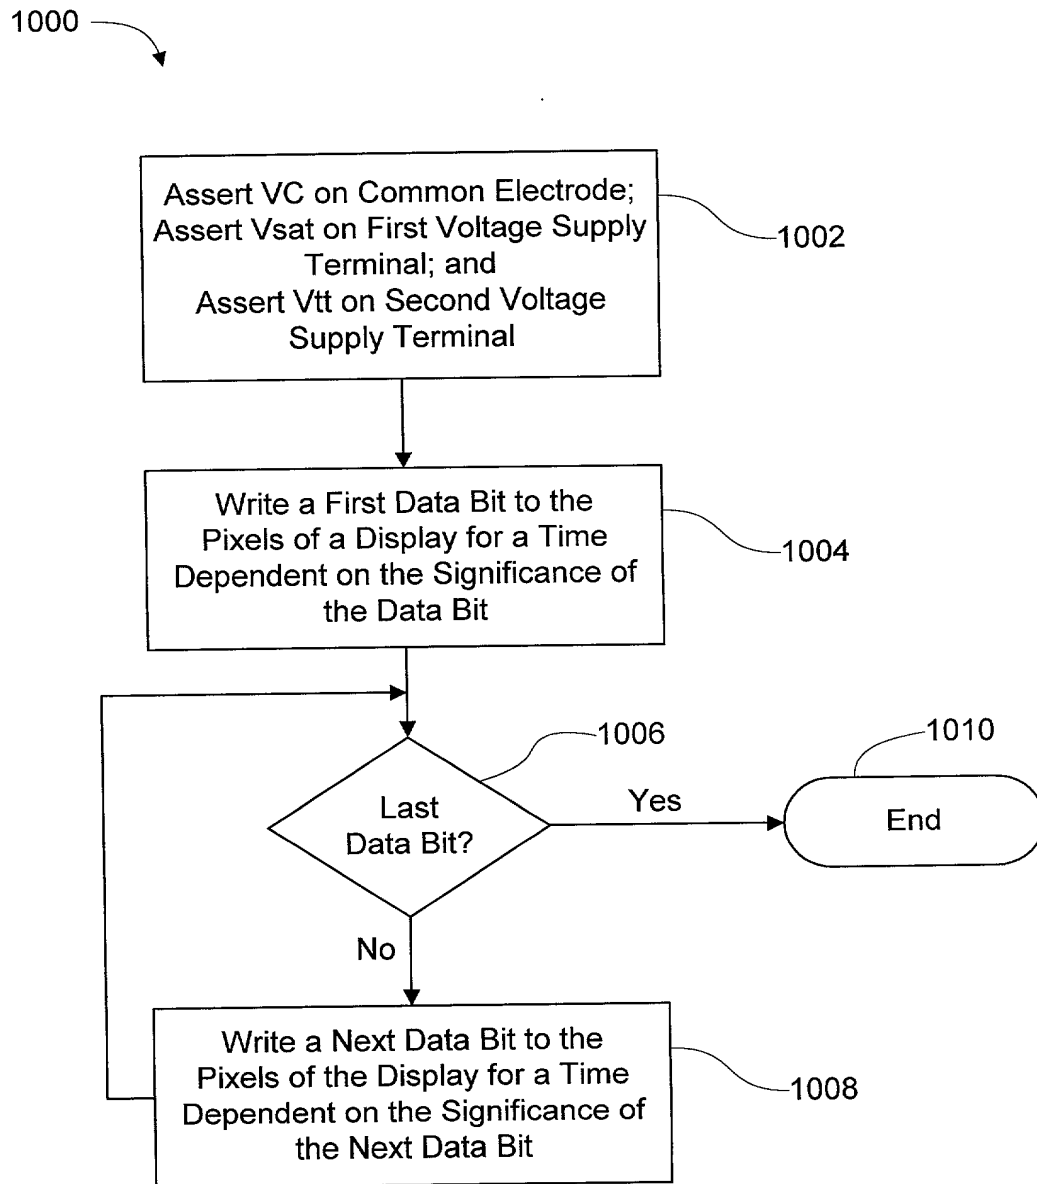 1000
Assert VC on Common Electrode;
Assert Vsat on First Voltage Supply
Terminal; and
Assert Vtt on Second Voltage
Supply Terminal
1002
Write a First Data Bit to the
Pixels of a Display for a Time
Dependent on the Significance of
the Data Bit
1004
Last
Data Bit?
1006
Yes
End
1010
No
Write a Next Data Bit to the
Pixels of the Display for a Time
Dependent on the Significance of
the Next Data Bit
1008